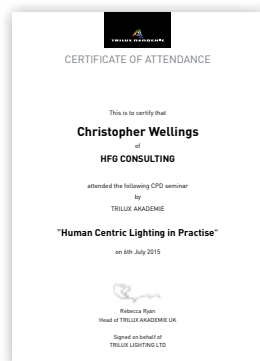 TRILUX AKADEMIE
CERTIFICATE OF ATTENDANCE
This is to certify that
Christopher Wellings
of
HFG CONSULTING
attended the following CPD seminar
by
TRILUX AKADEMIE
"Human Centric Lighting in Practise"
on 6th July 2015
Rebecca Ryan
Head of TRILUX AKADEMIE UK
Signed on behalf of
TRILUX LIGHTING LTD